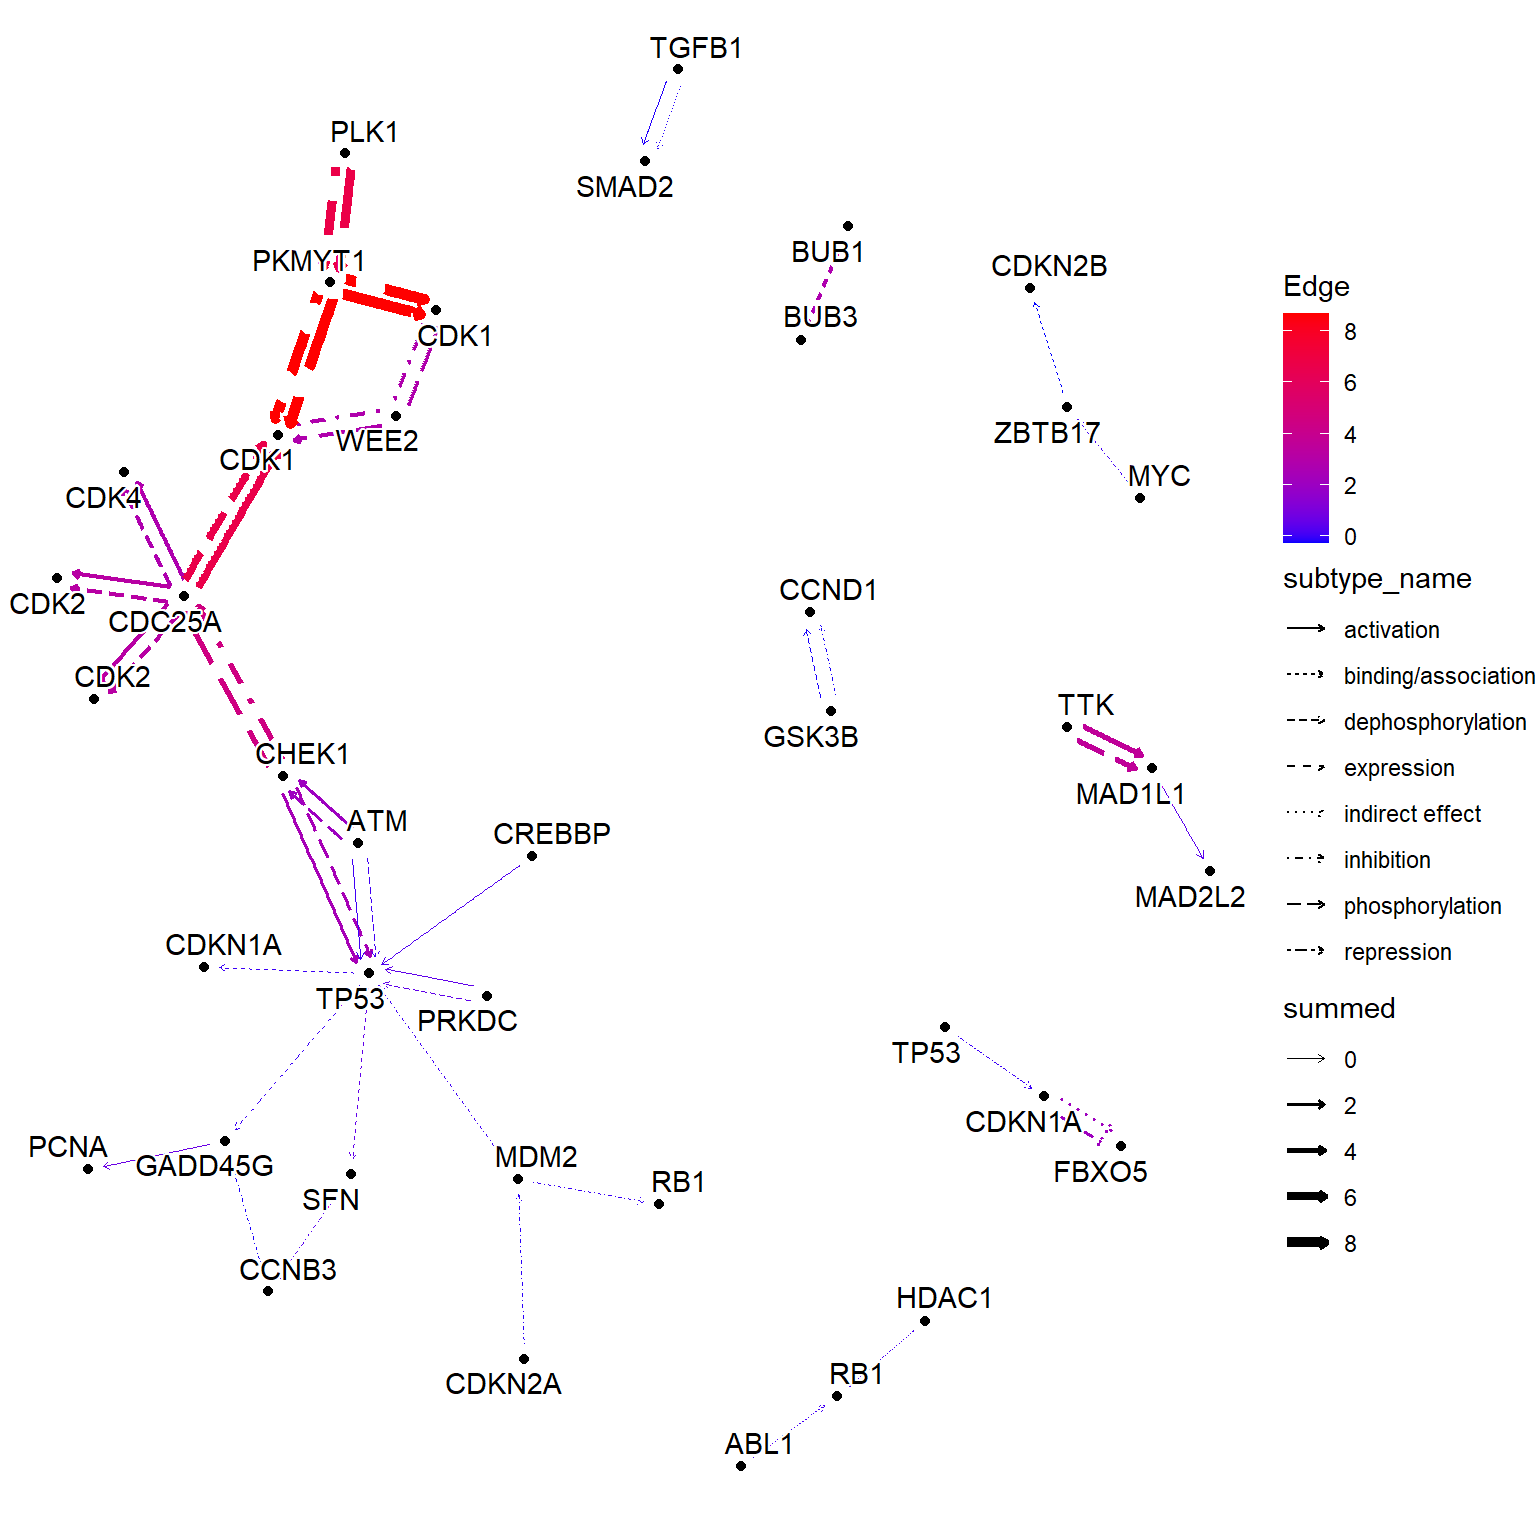 TGFB1
PLK1
SMAD2
BUB1
PKMYT1
CDKN2B
BUB3
CDK1
ZBTB17
WEE2
CDK1
MYC
CDK4
CCND1
CDK2
CDC25A
CDK2
TTK
GSK3B
CHEK1
MAD1L1
ATM
CREBBP
MAD2L2
CDKN1A
TP53
PRKDC
TP53
CDKN1A
PCNA
GADD45G
MDM2
FBXO5
RB1
SFN
CCNB3
HDAC1
RB1
CDKN2A
ABL1
Edge
8
6
4
2
0
subtype_name
activation
binding/association
dephosphorylation
expression
indirect effect
inhibition
phosphorylation
repression
summed
0
2
4
6
8